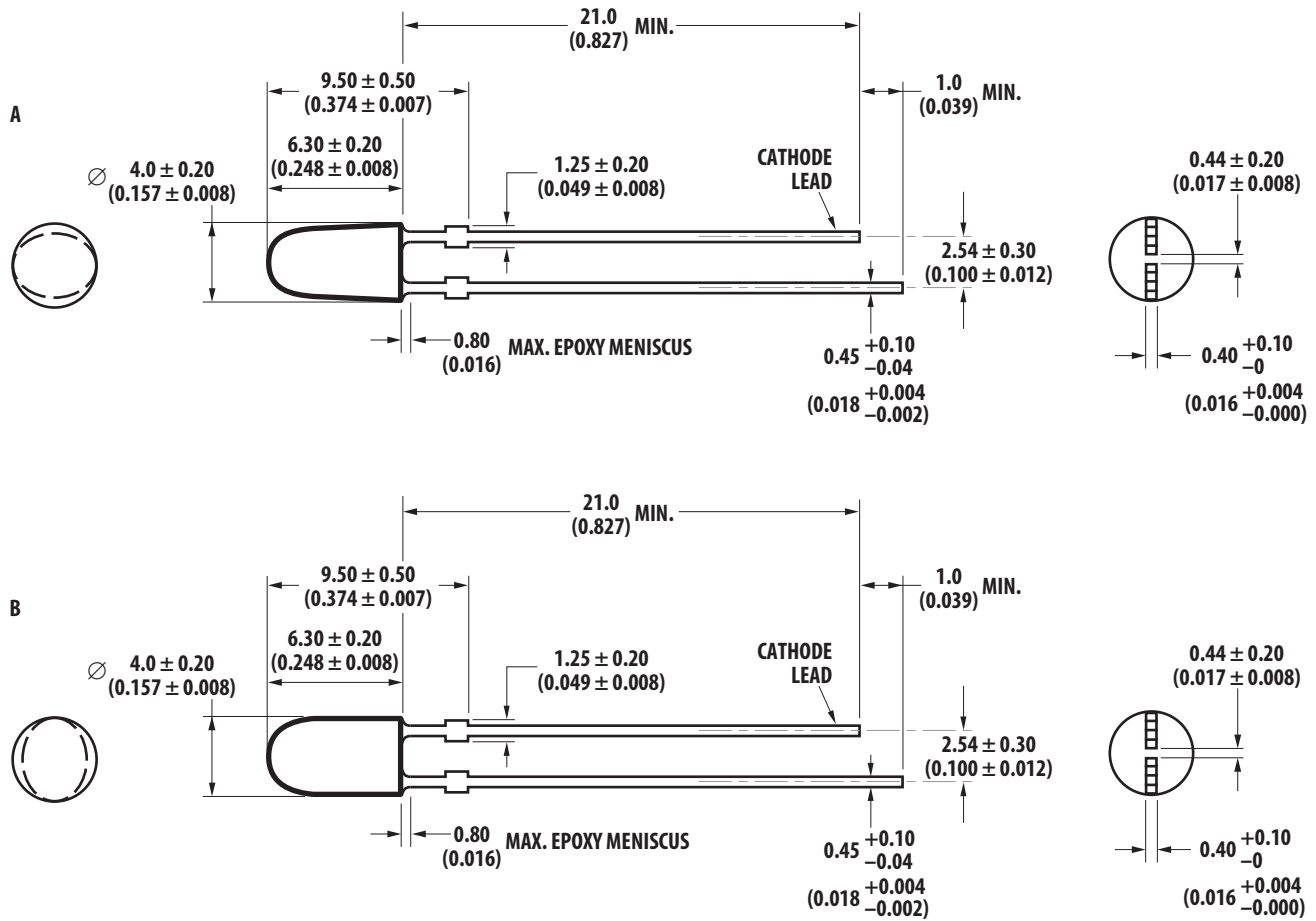 21.0
(0.827) MIN.
9.50 ± 0.50
(0.374 ± 0.007)
1.0
(0.039) MIN.
A
6.30 ± 0.20
(0.248 ± 0.008)
∅ 4.0 ± 0.20
(0.157 ± 0.008)
1.25 ± 0.20
(0.049 ± 0.008)
CATHODE
LEAD
0.44 ± 0.20
(0.017 ± 0.008)
2.54 ± 0.30
(0.100 ± 0.012)
0.80
(0.016) MAX. EPOXY MENISCUS
0.45 +0.10
−0.04
(0.018 +0.004
−0.002)
0.40 +0.10
−0
(0.016 +0.004
−0.000)
21.0
(0.827) MIN.
9.50 ± 0.50
(0.374 ± 0.007)
1.0
(0.039) MIN.
B
6.30 ± 0.20
(0.248 ± 0.008)
∅ 4.0 ± 0.20
(0.157 ± 0.008)
1.25 ± 0.20
(0.049 ± 0.008)
CATHODE
LEAD
0.44 ± 0.20
(0.017 ± 0.008)
2.54 ± 0.30
(0.100 ± 0.012)
0.80
(0.016) MAX. EPOXY MENISCUS
0.45 +0.10
−0.04
(0.018 +0.004
−0.002)
0.40 +0.10
−0
(0.016 +0.004
−0.000)